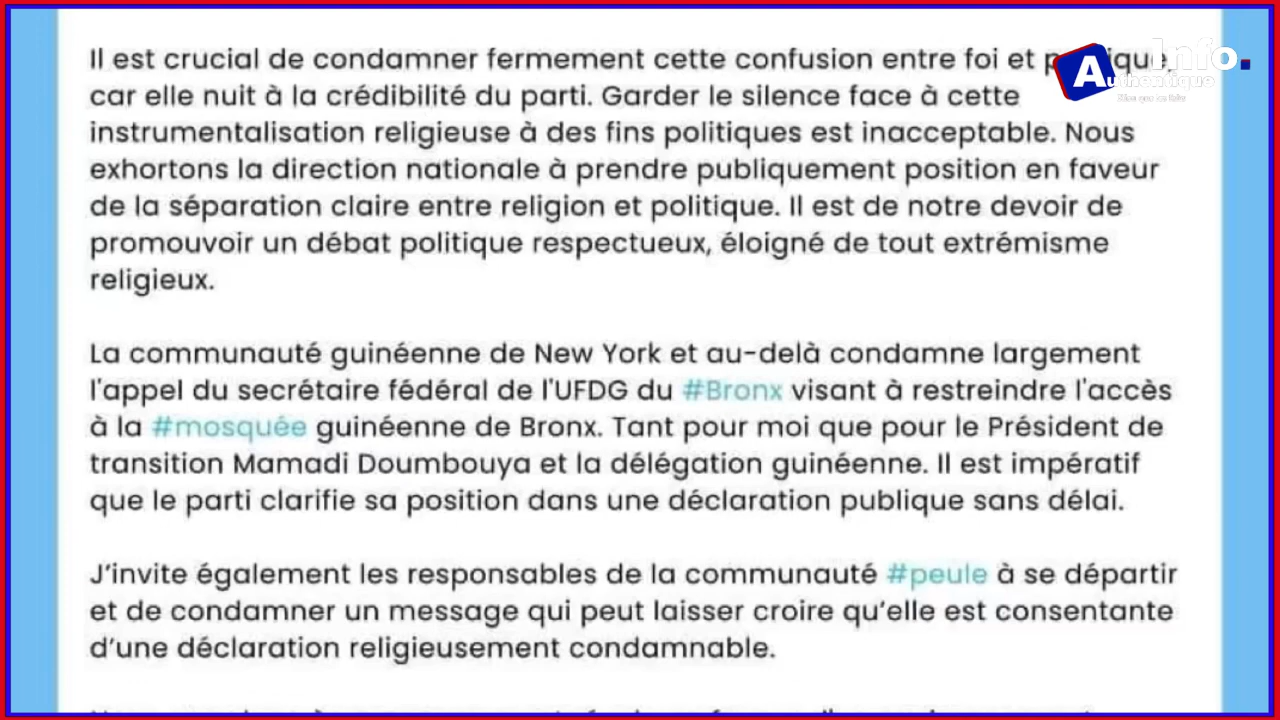 Il est crucial de condamner fermement cette confusion entre foi et
car elle nuit à la crédibilité du parti. Garder le silence face à cette
instrumentalisation religieuse à des fins politiques est inacceptable. Nous
exhortons la direction nationale à prendre publiquement position en faveur
de la séparation claire entre religion et politique. Il est de notre devoir de
promouvoir un débat politique respectueux, éloigné de tout extrémisme
religieux.
La communauté guinéenne de New York et au-delà condamne largement
l'appel du secrétaire fédéral de l'UFDG du #Bronx visant à restreindre l'accès
à la #mosquée guinéenne de Bronx. Tant pour moi que pour le Président de
transition Mamadi Doumbouya et la délégation guinéenne. Il est impératif
que le parti clarifie sa position dans une déclaration publique sans délai.
J’invite également les responsables de la communauté #peule à se départir
et de condamner un message qui peut laisser croire qu’elle est consentante
d’une déclaration religieusement condamnable.
Info.
Authentique